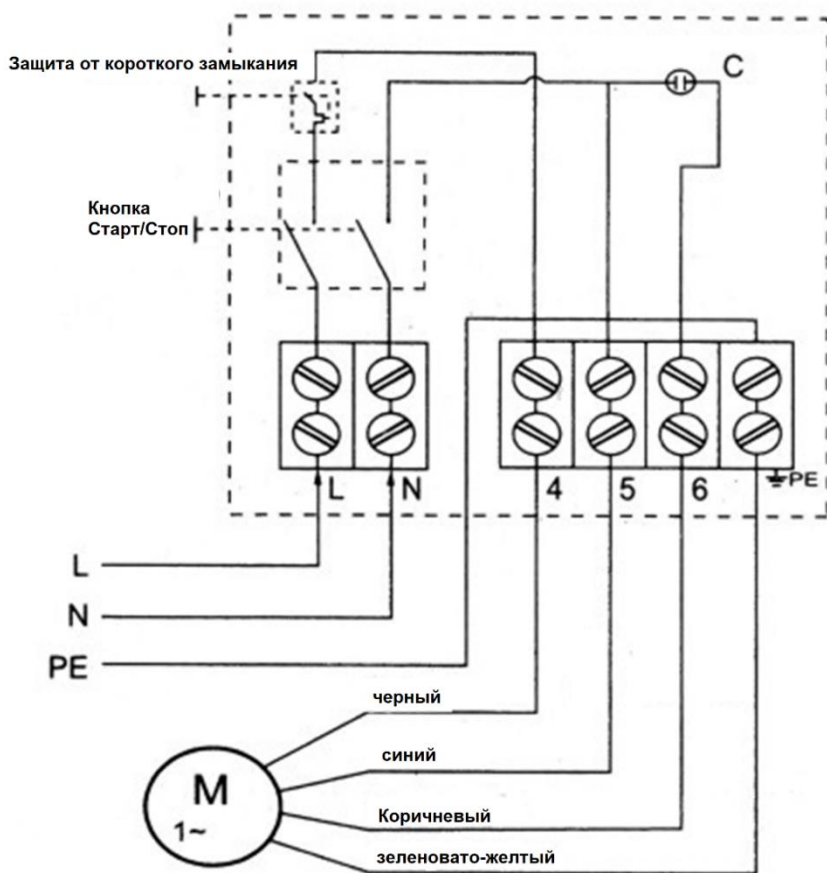 Защита от короткого замыкания
C
Кнопка
Старт/Стоп
L N 4 5 6 PE
L
N
PE
черный
синий
M
1~
Коричневый
зеленовато-желтый